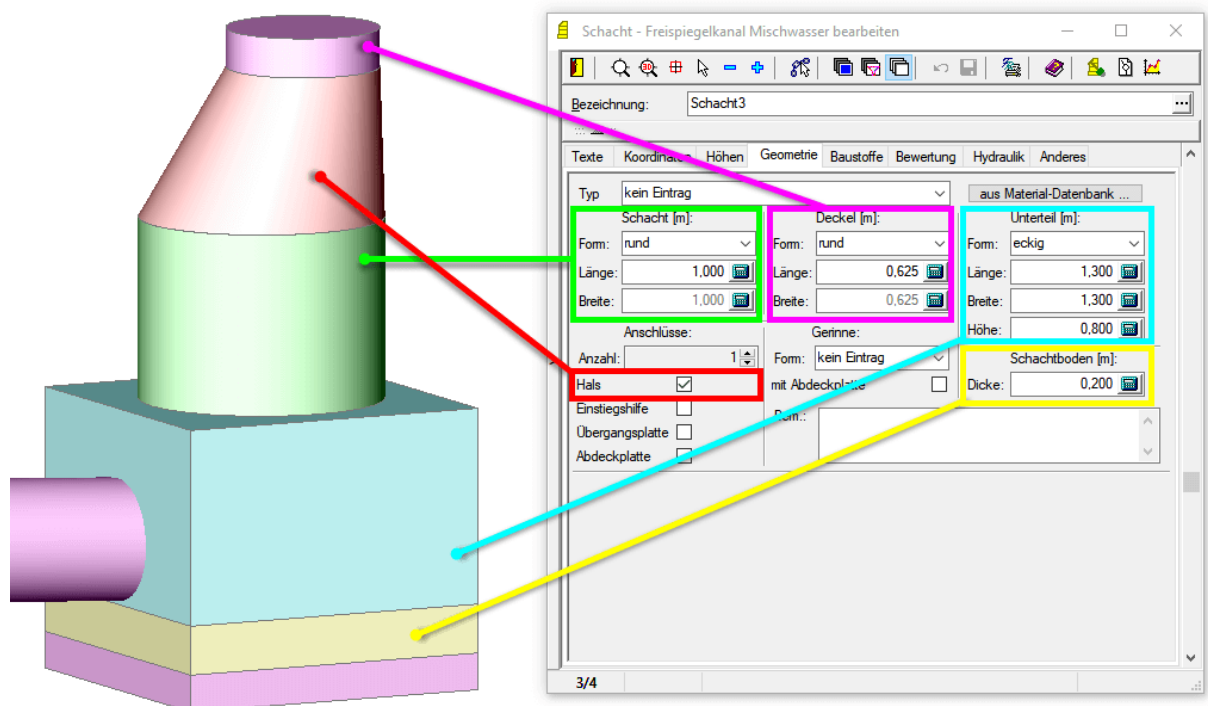 Schacht - Freispiegelkanal Mischwasser bearbeiten
Bezeichnung: Schacht3 ...
Texte Koordinaten Höhen Geometrie Baustoffe Bewertung Hydraulik Anderes
Typ kein Eintrag aus Material-Datenbank ...
Schacht [m]: Deckel [m]: Unterteil [m]:
Form: rund Form: rund Form: eckig
Länge: 1,000 Länge: 0,625 Länge: 1,300
Breite: 1,000 Breite: 0,625 Breite: 1,300
Höhe: 0,800
Anschlüsse: Gerinne:
Anzahl: 1 Form: kein Eintrag Schachtboden [m]:
Hals mit Abdeckplatte Dicke: 0,200
Einstiegshilfe Bem.:
Übergangsplatte
Abdeckplatte
3/4